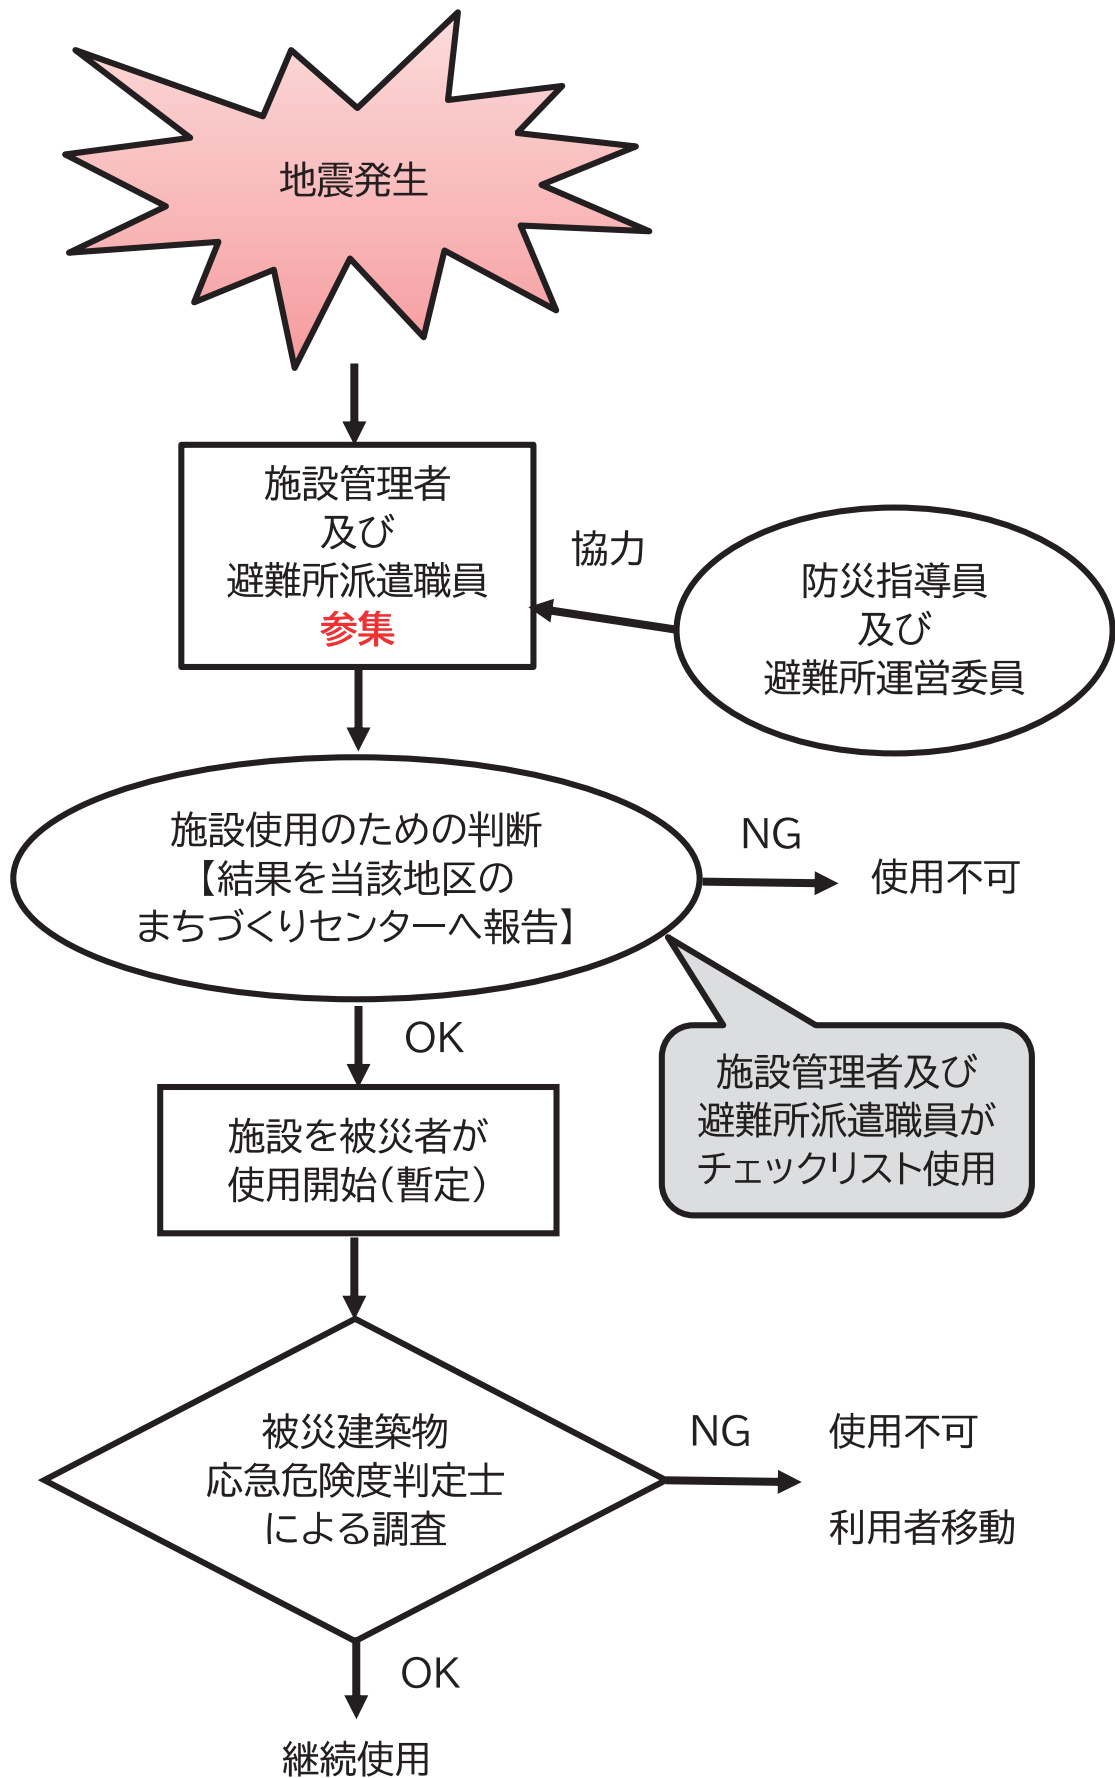 地震発生
施設管理者
及び
避難所派遣職員
参集
協力
防災指導員
及び
避難所運営委員
施設使用のための判断
【結果を当該地区の
まちづくりセンターへ報告】
NG
使用不可
OK
施設管理者及び
避難所派遣職員が
チェックリスト使用
施設を被災者が
使用開始(暫定)
被災建築物
応急危険度判定士
による調査
NG
使用不可
利用者移動
OK
継続使用